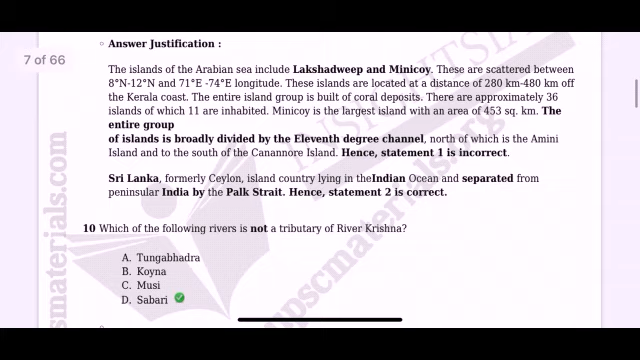 7 of 66
Answer Justification :
The islands of the Arabian sea include Lakshadweep and Minicoy. These are scattered between
8°N-12°N and 71°E -74°E longitude. These islands are located at a distance of 280 km-480 km off
the Kerala coast. The entire island group is built of coral deposits. There are approximately 36
islands of which 11 are inhabited. Minicoy is the largest island with an area of 453 sq. km. The
entire group
of islands is broadly divided by the Eleventh degree channel, north of which is the Amini
Island and to the south of the Canannore Island. Hence, statement 1 is incorrect.
Sri Lanka, formerly Ceylon, island country lying in theIndian Ocean and separated from
peninsular India by the Palk Strait. Hence, statement 2 is correct.
10 Which of the following rivers is not a tributary of River Krishna?
A. Tungabhadra
B. Koyna
C. Musi
D. Sabari
smaterials.com
upscmaterials.org